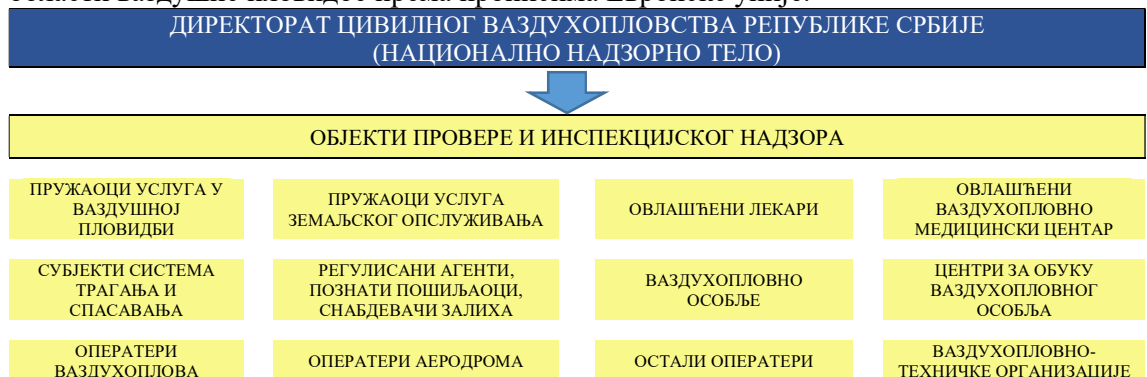 ДИРЕКТОРАТ ЦИВИЛНОГ ВАЗДУХОПЛОВСТВА РЕПУБЛИКЕ СРБИЈЕ
(НАЦИОНАЛНО НАДЗОРНО ТЕЛО)
ОБЈЕКТИ ПРОВЕРЕ И ИНСПЕКЦИЈСКОГ НАДЗОРА
ПРУЖАОЦИ УСЛУГА У
ВАЗДУШНОЈ
ПЛОВИДБИ
ПРУЖАОЦИ УСЛУГА
ЗЕМАЉСКОГ ОПСЛУЖИВАЊА
ОВЛАШЋЕНИ ЛЕКАРИ
ОВЛАШЋЕНИ
ВАЗДУХОПЛОВНО
МЕДИЦИНСКИ ЦЕНТАР
СУБЈЕКТИ СИСТЕМА
ТРАГАЊА И
СПАСАВАЊА
РЕГУЛИСАНИ АГЕНТИ,
ПОЗНАТИ ПОШИЉАОЦИ,
СНАБДЕВАЧИ ЗАЛИХА
ВАЗДУХОПЛОВНО
ОСОБЉЕ
ЦЕНТРИ ЗА ОБУКУ
ВАЗДУХОПЛОВНОГ
ОСОБЉА
ОПЕРАТЕРИ
ВАЗДУХОПЛОВА
ОПЕРАТЕРИ АЕРОДРОМА
ОСТАЛИ ОПЕРАТЕРИ
ВАЗДУХОПЛОВНО-
ТЕХНИЧКЕ ОРГАНИЗАЦИЈЕ